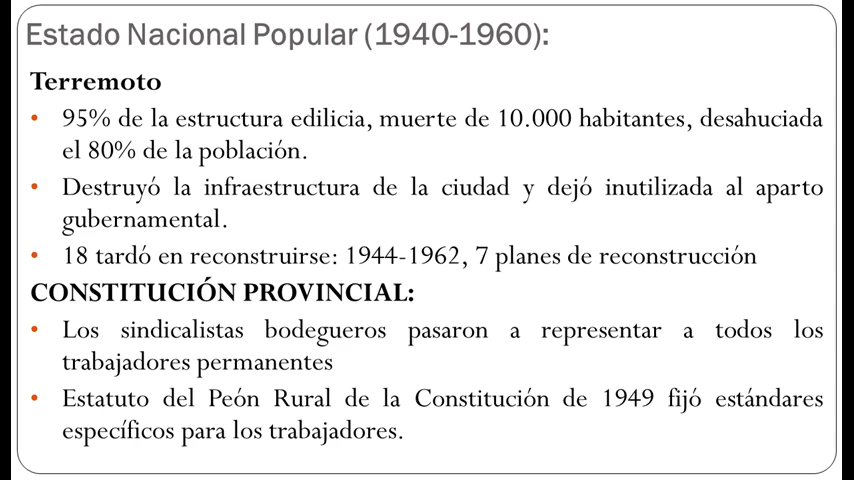 Estado Nacional Popular (1940-1960):
Terremoto
• 95% de la estructura edilicia, muerte de 10.000 habitantes, desahuciada
el 80% de la población.
• Destruyó la infraestructura de la ciudad y dejó inutilizada al aparto
gubernamental.
• 18 tardó en reconstruirse: 1944-1962, 7 planes de reconstrucción
CONSTITUCIÓN PROVINCIAL:
• Los sindicalistas bodegueros pasaron a representar a todos los
trabajadores permanentes
• Estatuto del Peón Rural de la Constitución de 1949 fijó estándares
específicos para los trabajadores.